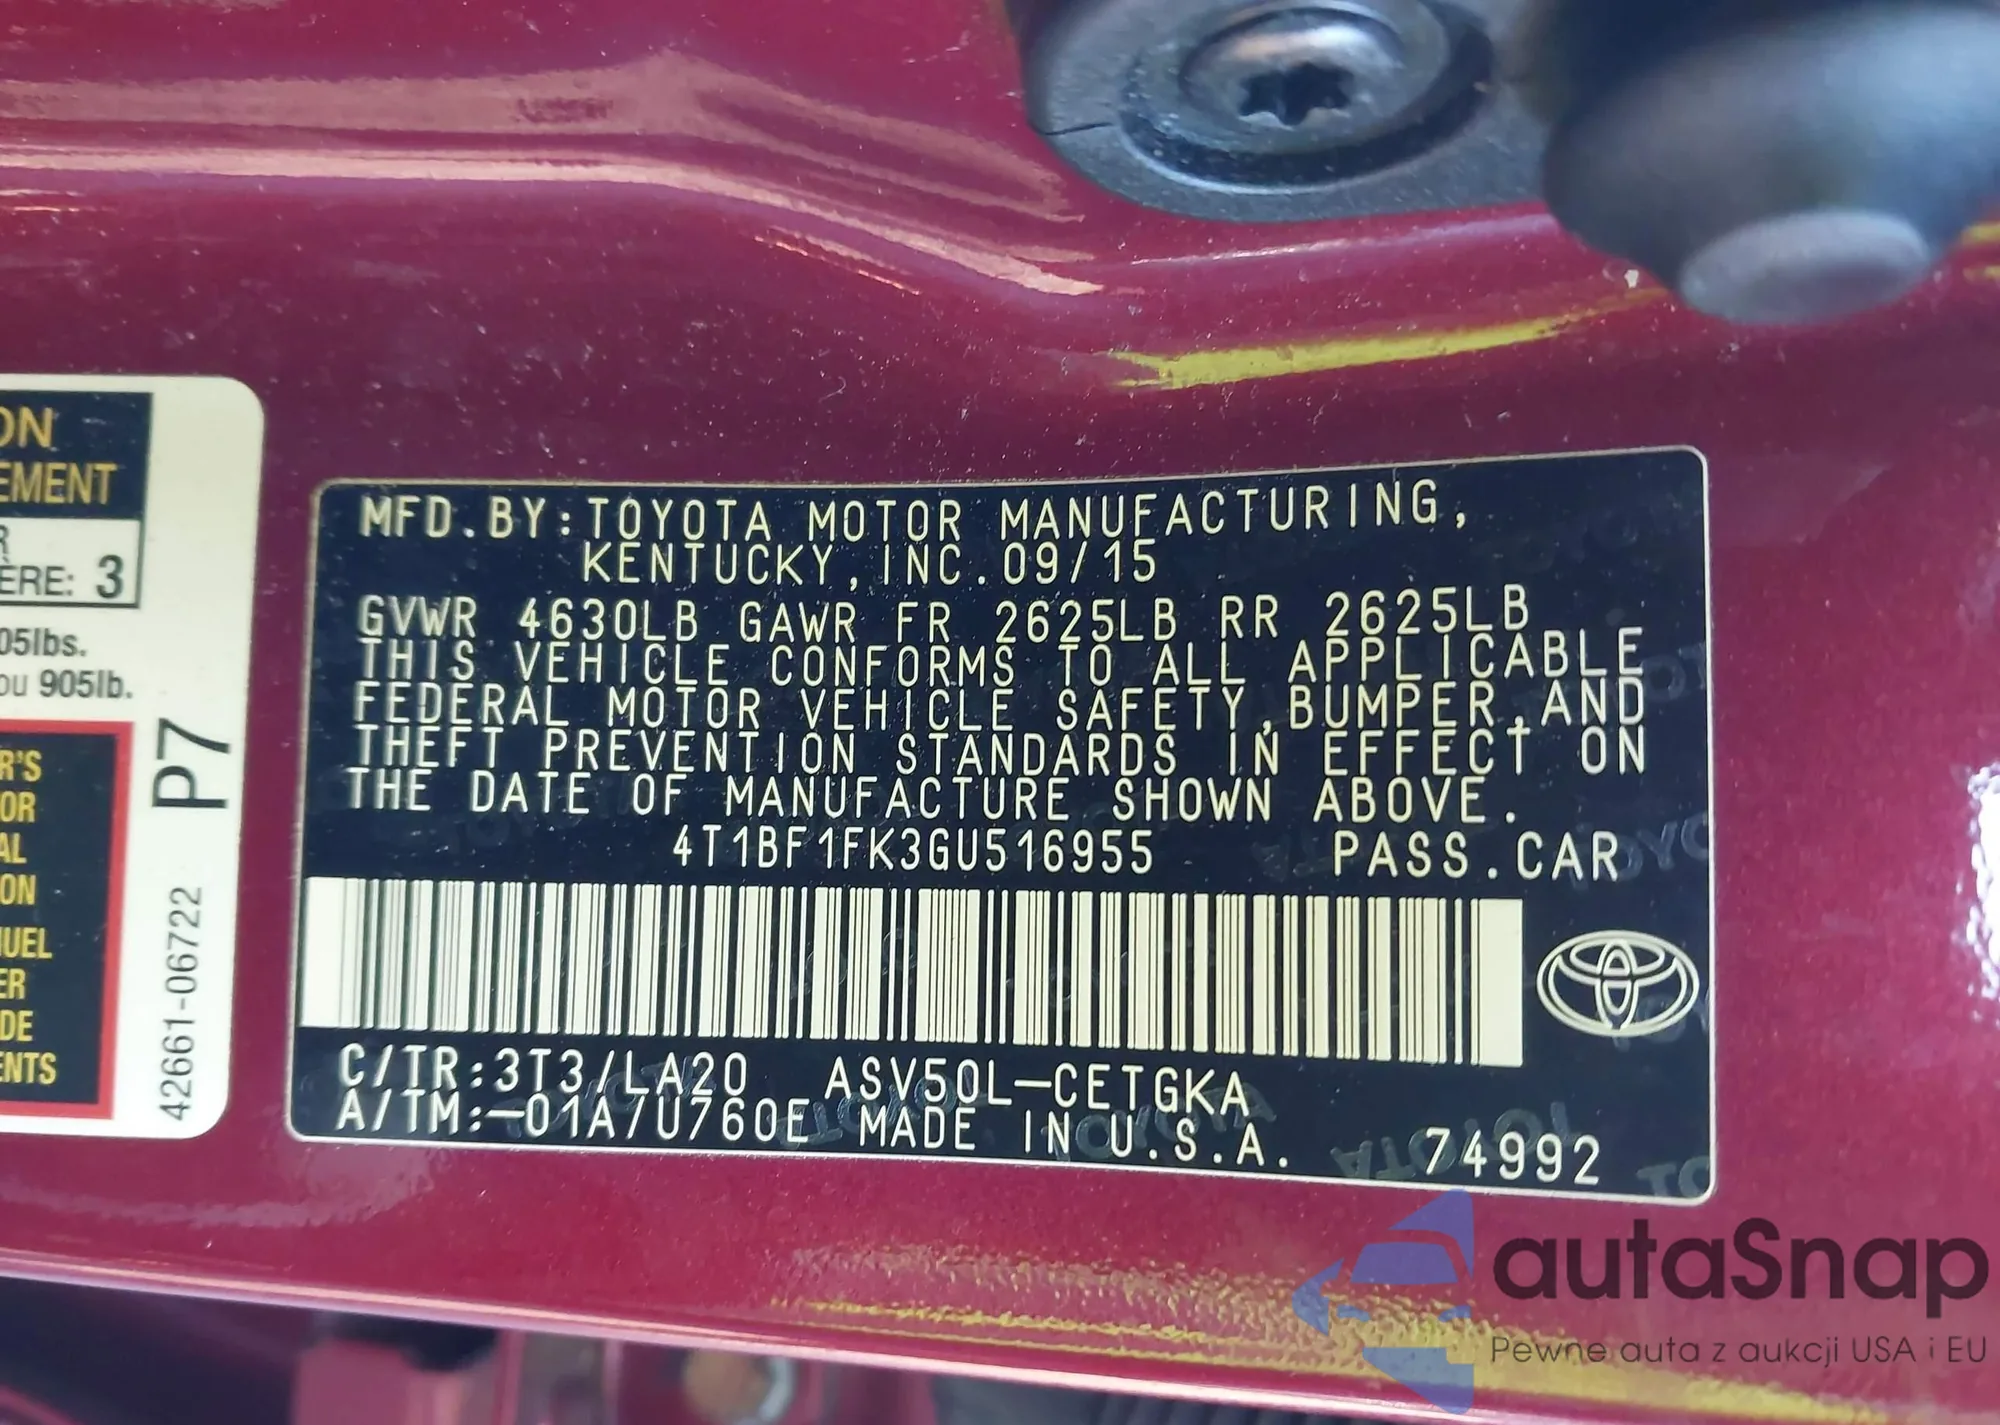 ON
EMENT
R
ÈRE: 3
05lbs.
ou 905lb.
R'S
OR
AL
ON
UEL
ER
DE
ENTS
P7
42661-06722
MFD.BY:TOYOTA MOTOR MANUFACTURING,
KENTUCKY,INC.09/15
GVWR 4630LB GAWR FR 2625LB RR 2625LB
THIS VEHICLE CONFORMS TO ALL APPLICABLE
FEDERAL MOTOR VEHICLE SAFETY,BUMPER,AND
THEFT PREVENTION STANDARDS IN EFFECT ON
THE DATE OF MANUFACTURE SHOWN ABOVE.
4T1BF1FK3GU516955 PASS.CAR
C/TR:3T3/LA20 ASV50L-CETGKA
A/TM:-01A/U760E MADE IN U.S.A. 74992
autaSnap
Pewne auta z aukcji USA i EU